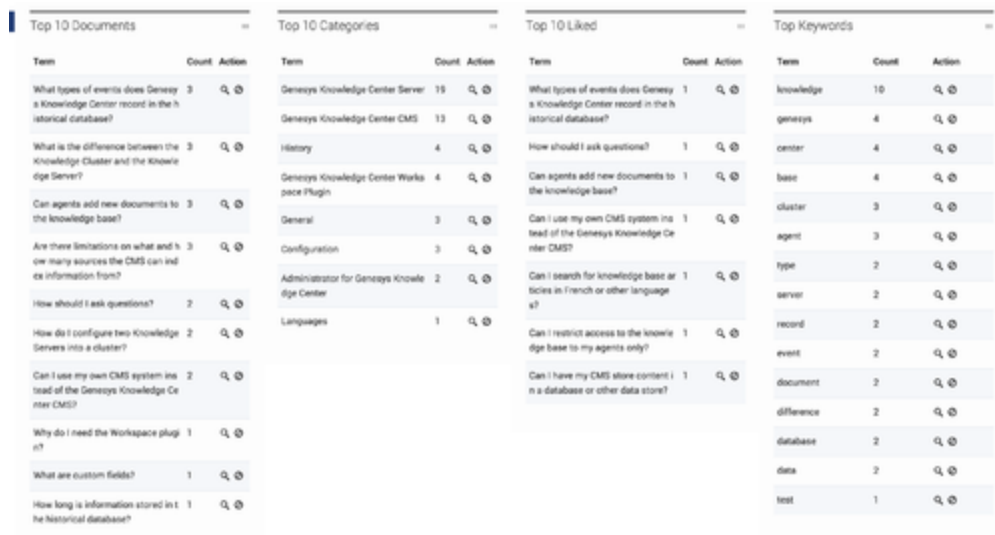 Top 10 Documents
Term Count Action
What types of events does Genesy 3
s Knowledge Center record in the h
istorical database?
What is the difference between the 3
Knowledge Cluster and the Knowle
dge Server?
Can agents add new documents to 3
the knowledge base?
Are there limitations on what and h 3
ow many sources the CMS can ind
ex information from?
How should I ask questions? 2
How do I configure two Knowledge 2
Servers into a cluster?
Can I use my own CMS system ins 2
tead of the Genesys Knowledge Ce
nter CMS?
Why do I need the Workspace plugi 1
n?
What are custom fields? 1
How long is information stored in t 1
he historical database?
Top 10 Categories
Term Count Action
Genesys Knowledge Center Server 19
Genesys Knowledge Center CMS 13
History 4
Genesys Knowledge Center Works 4
pace Plugin
General 3
Configuration 3
Administrator for Genesys Knowle 2
dge Center
Languages 1
Top 10 Liked
Term Count Action
What types of events does Genesy 1
s Knowledge Center record in the h
istorical database?
How should I ask questions? 1
Can agents add new documents to 1
the knowledge base?
Can I use my own CMS system ins 1
tead of the Genesys Knowledge Ce
nter CMS?
Can I search for knowledge base ar 1
ticles in French or other language
s?
Can I restrict access to the knowle 1
dge base to my agents only?
Can I have my CMS store content i 1
n a database or other data store?
Top Keywords
Term Count Action
knowledge 10
genesys 4
center 4
base 4
cluster 3
agent 3
type 2
server 2
record 2
event 2
document 2
difference 2
database 2
data 2
test 1